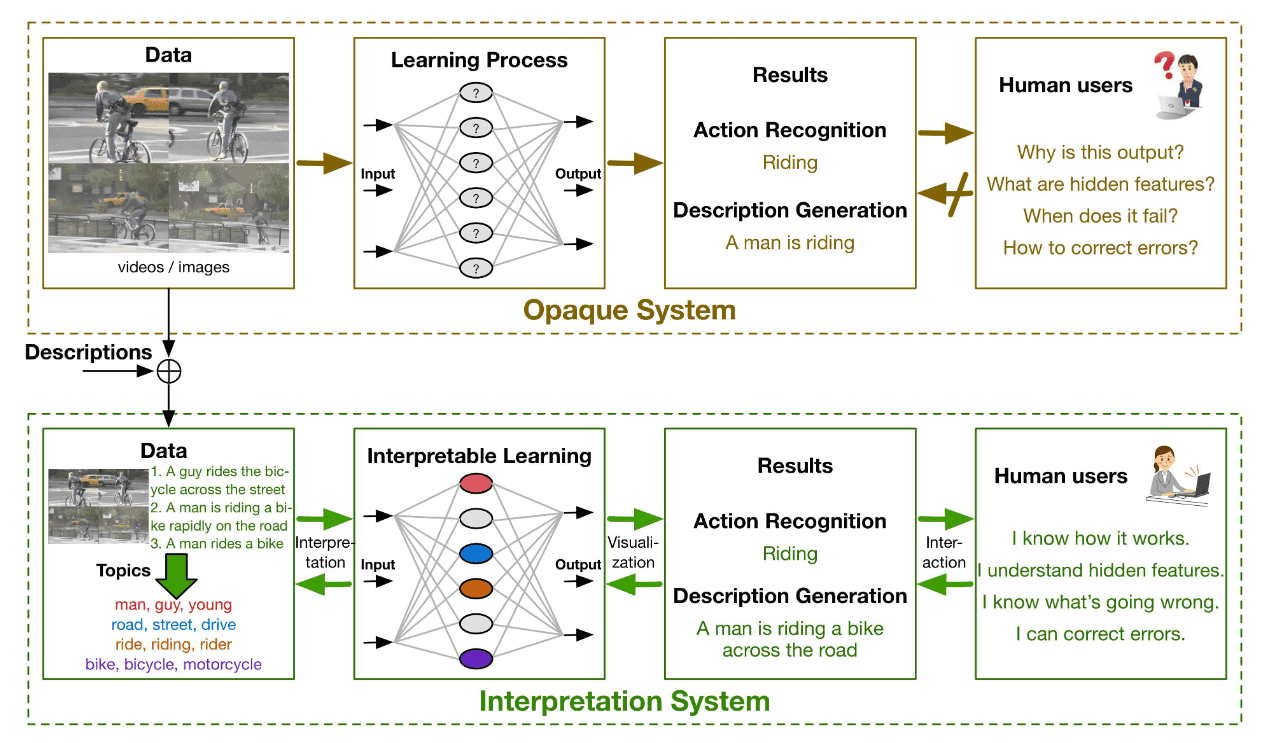 Data
videos / images
Learning Process
?
?
?
?
?
?
Input
Output
Results
Action Recognition
Riding
Description Generation
A man is riding
Human users
?
Why is this output?
What are hidden features?
When does it fail?
How to correct errors?
Opaque System
Descriptions
Data
1. A guy rides the bic-
ycle across the street
2. A man is riding a bi-
ke rapidly on the road
3. A man rides a bike
Topics
man, guy, young
road, street, drive
ride, riding, rider
bike, bicycle, motorcycle
Interpre-
tation
Interpretable Learning
Input
Output
Visuali-
zation
Results
Action Recognition
Riding
Description Generation
A man is riding a bike
across the road
Inter-
action
Human users
I know how it works.
I understand hidden features.
I know what's going wrong.
I can correct errors.
Interpretation System